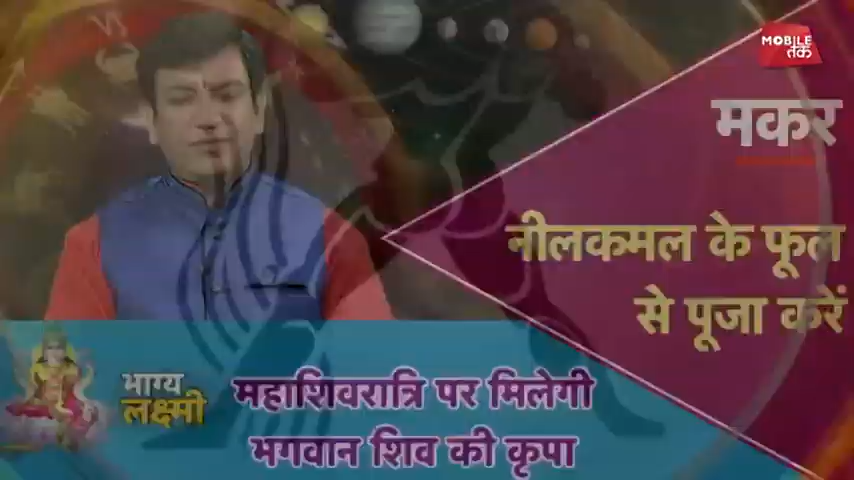 MOBILE
तक
मकर
नीलकमल के फूल
से पूजा करें
भाग्य
लक्ष्मी
महाशिवरात्रि पर मिलेगी
भगवान शिव की कृपा